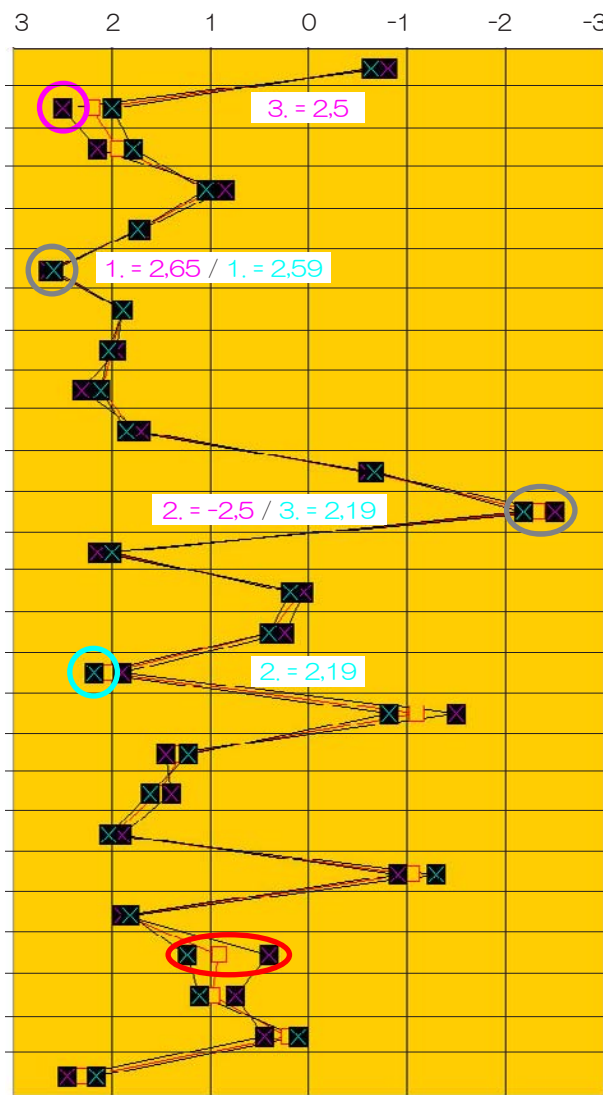 3 2 1 0 -1 -2 -3
3. = 2,5
1. = 2,65 / 1. = 2,59
2. = -2,5 / 3. = 2,19
2. = 2,19